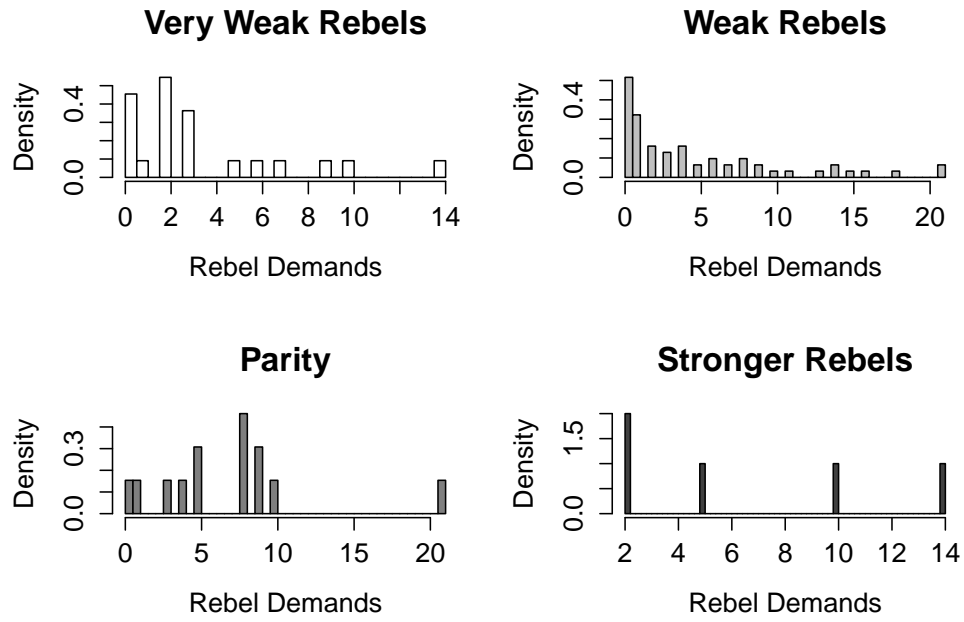 Very Weak Rebels
Density
0.0 0.4
0 2 4 6 8 10 14
Rebel Demands
Weak Rebels
Density
0.0 0.4
0 5 10 15 20
Rebel Demands
Parity
Density
0.0 0.3
0 5 10 15 20
Rebel Demands
Stronger Rebels
Density
0.0 1.5
2 4 6 8 10 14
Rebel Demands